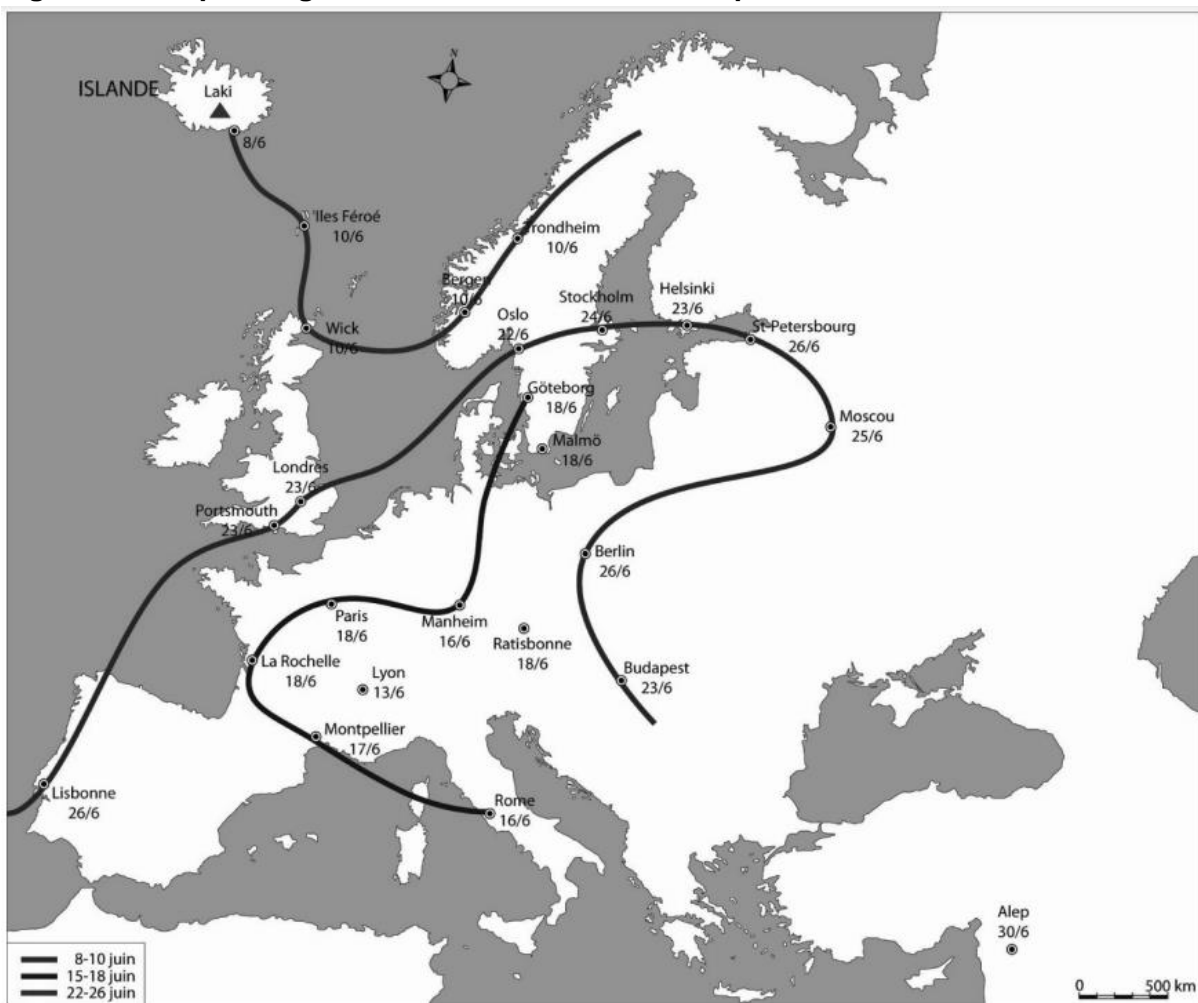 N
ISLANDE
Laki
8/6
'Iles Féroé
10/6
Trondheim
10/6
Bergen
10/6
Wick
10/6
Oslo
22/6
Stockholm
24/6
Helsinki
23/6
St-Petersbourg
26/6
Göteborg
18/6
Moscou
25/6
Malmö
18/6
Londres
23/6
Portsmouth
23/6
Berlin
26/6
Paris
18/6
Manheim
16/6
Ratisbonne
18/6
La Rochelle
18/6
Lyon
13/6
Budapest
23/6
Montpellier
17/6
Lisbonne
26/6
Rome
16/6
Alep
30/6
8-10 juin
15-18 juin
22-26 juin
0 500 km